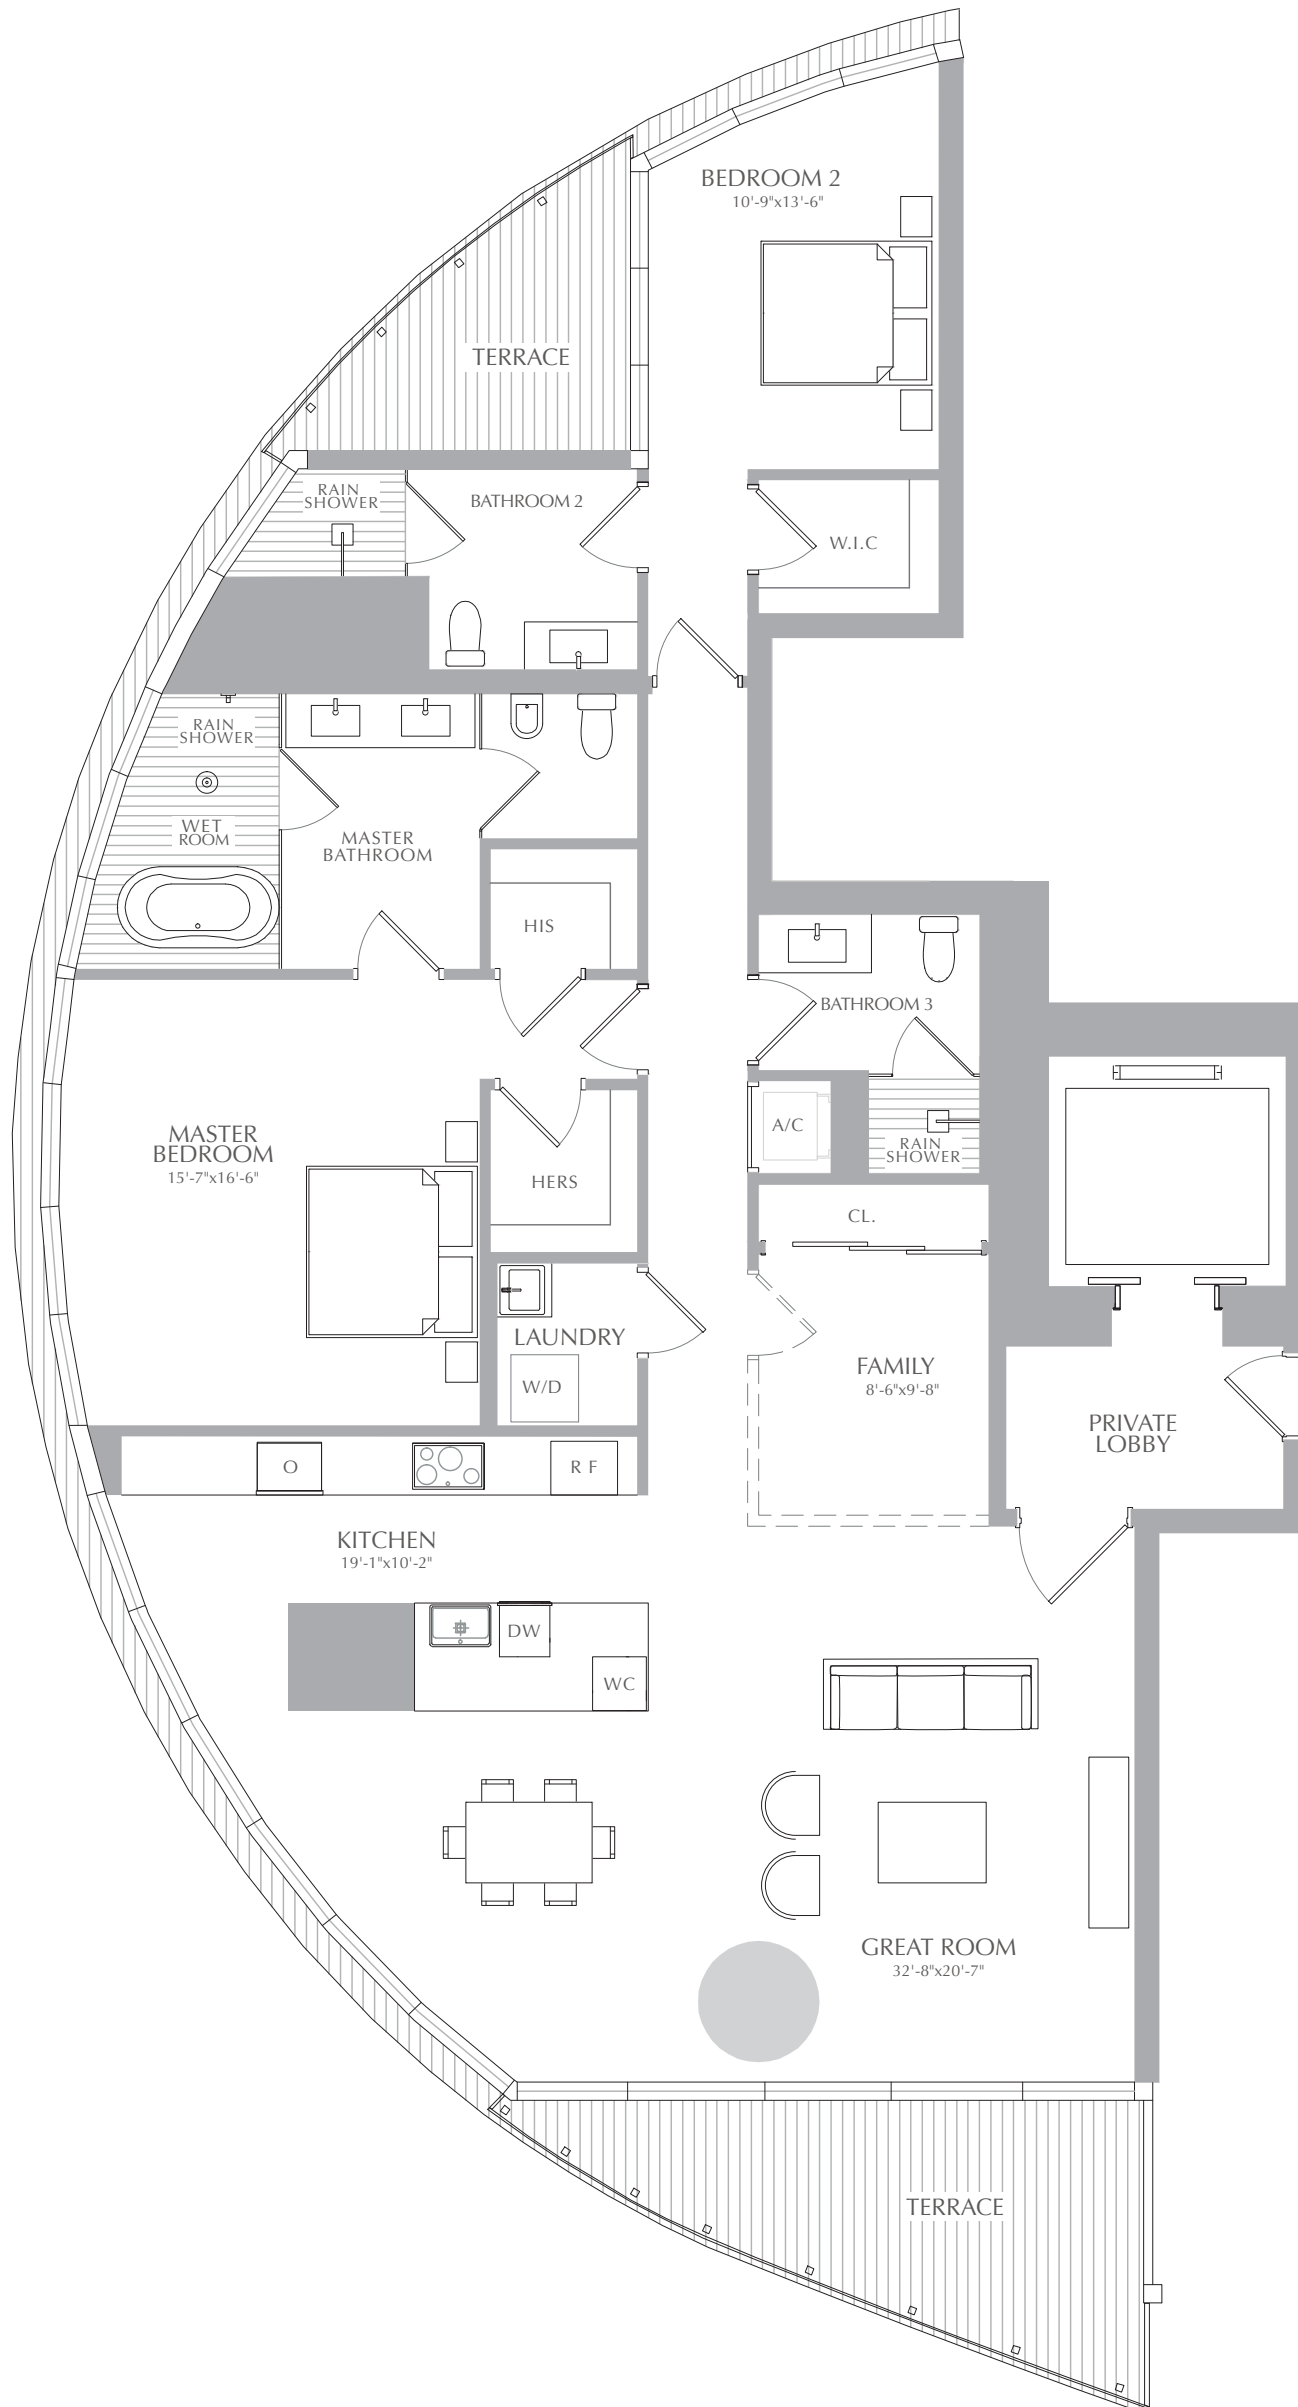 BEDROOM 2
10'-9"x13'-6"
TERRACE
RAIN
SHOWER
BATHROOM 2
W.I.C
RAIN
SHOWER
WET
ROOM
MASTER
BATHROOM
HIS
BATHROOM 3
A/C
RAIN
SHOWER
MASTER
BEDROOM
15'-7"x16'-6"
HERS
CL.
LAUNDRY
W/D
FAMILY
8'-6"x9'-8"
PRIVATE
LOBBY
O
R F
KITCHEN
19'-1"x10'-2"
DW
WC
GREAT ROOM
32'-8"x20'-7"
TERRACE